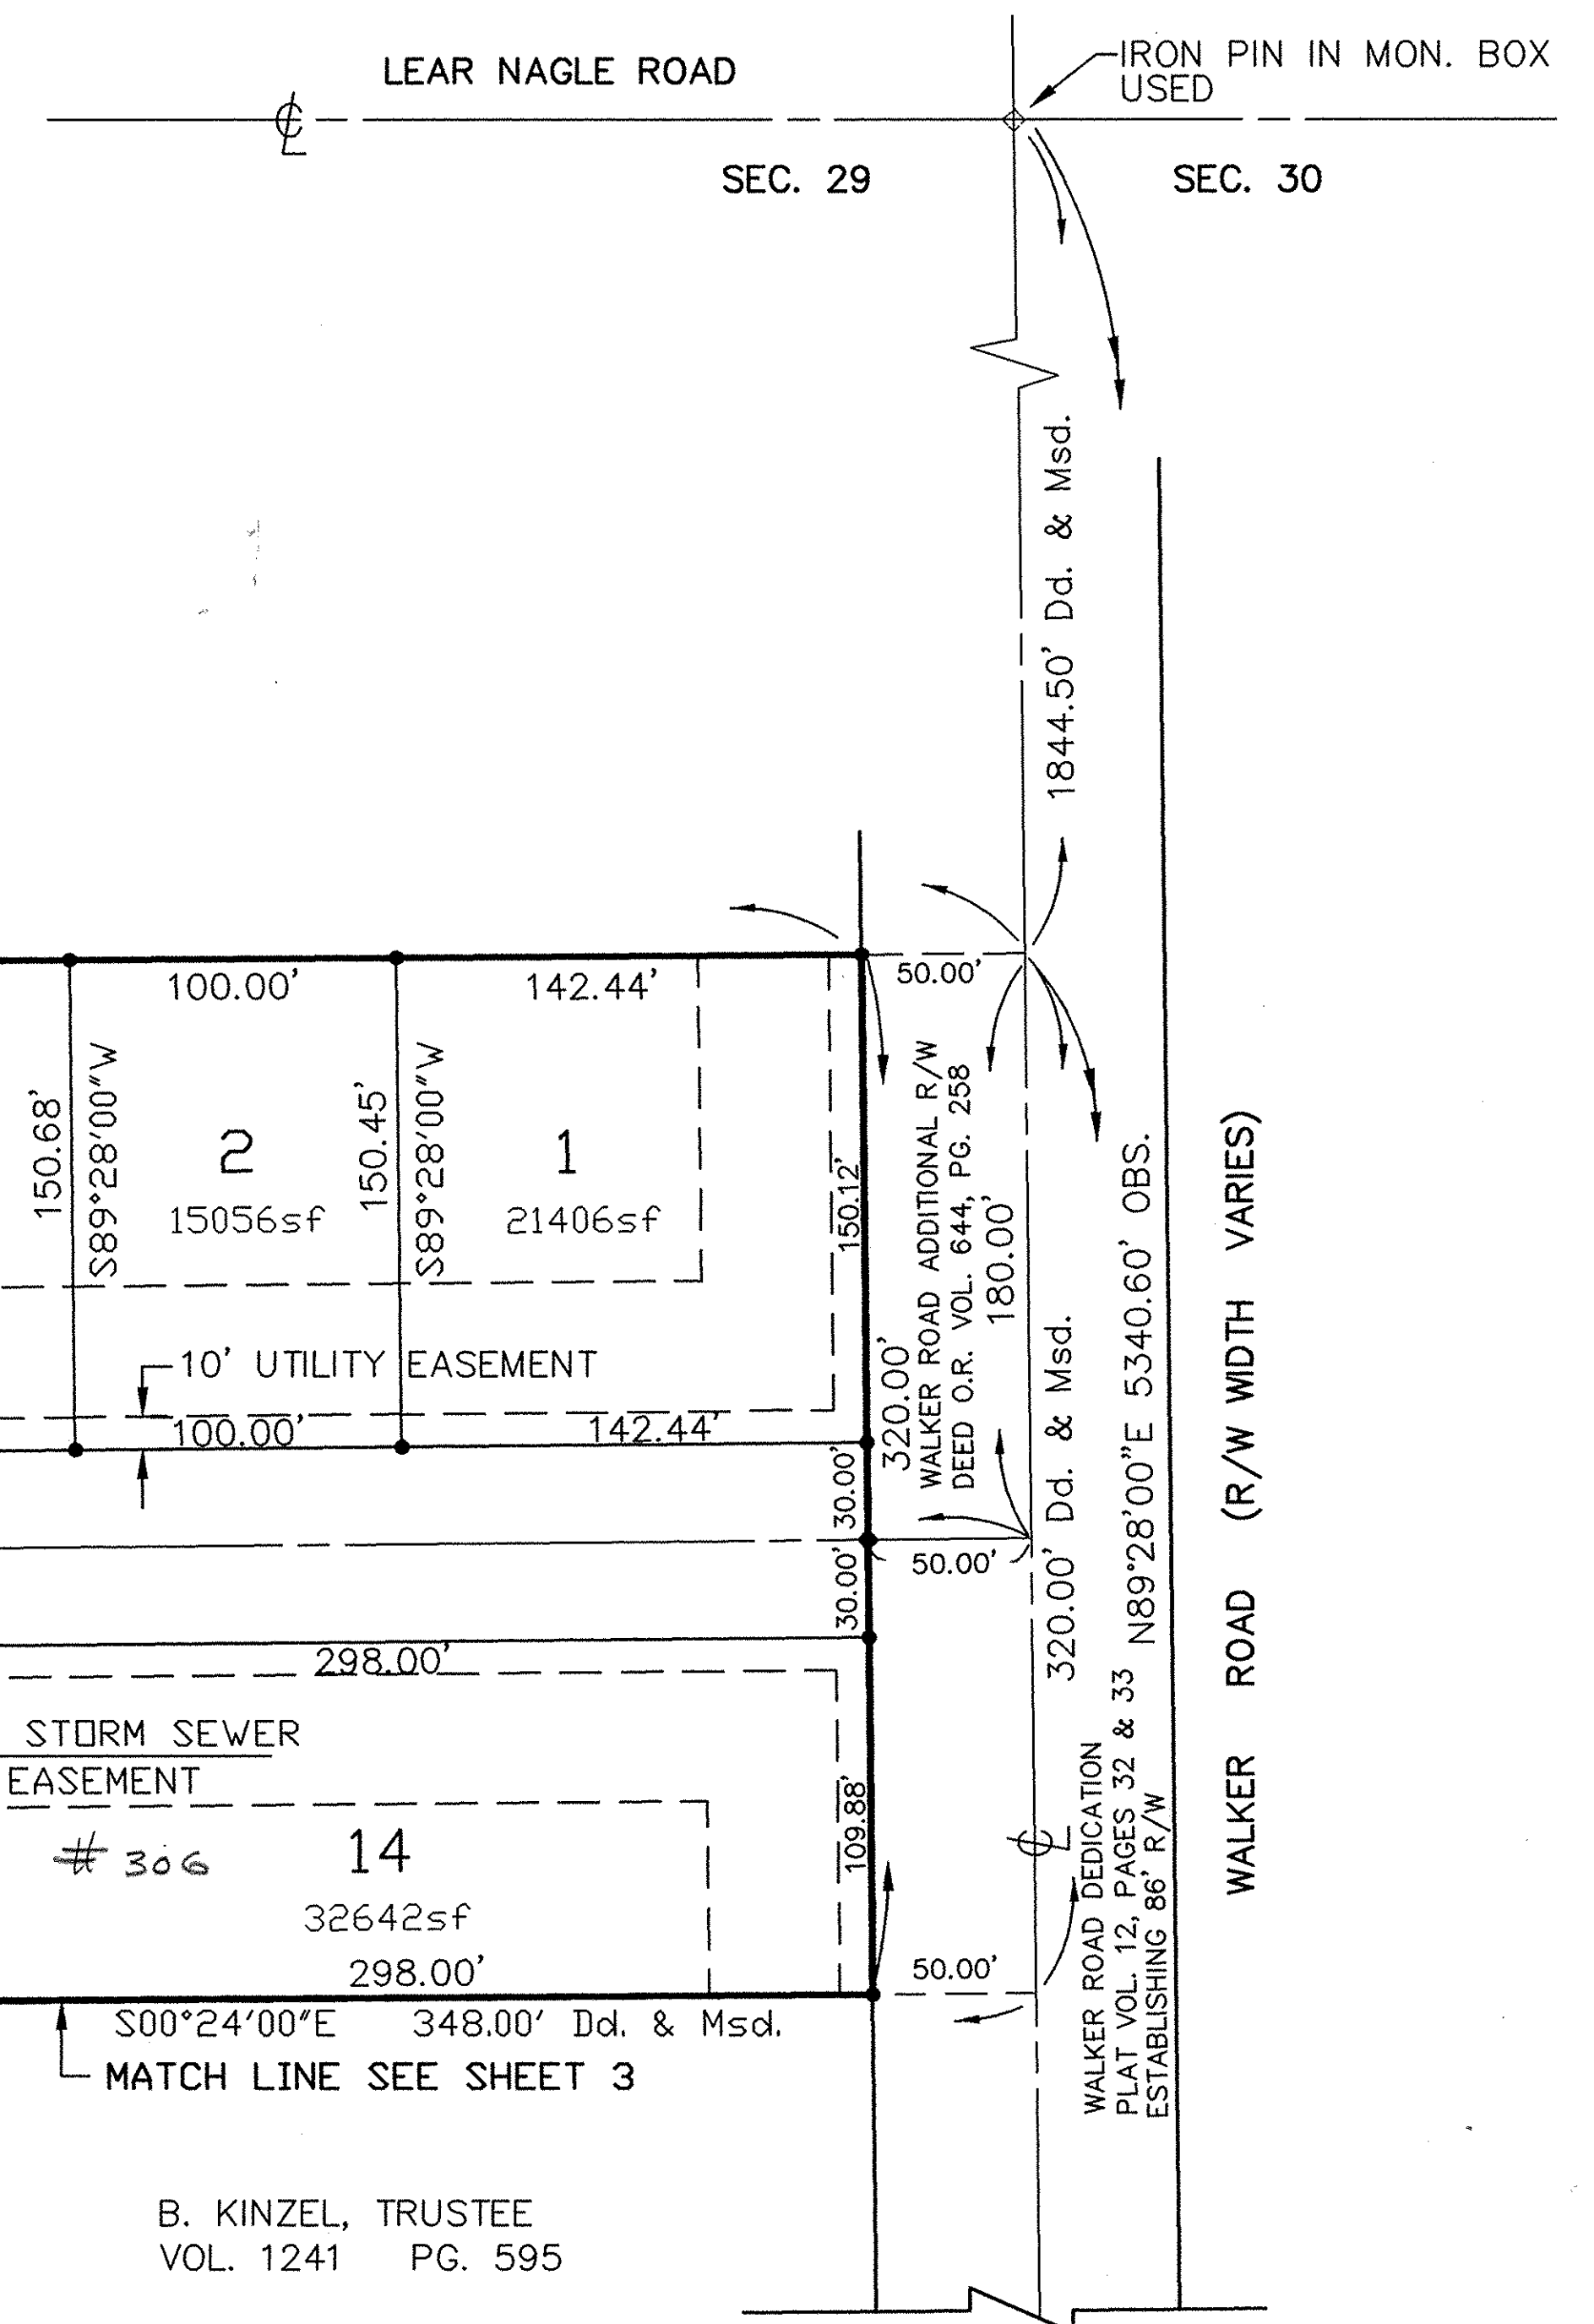 LEAR NAGLE ROAD
IRON PIN IN MON. BOX
USED
SEC. 29
SEC. 30
1844.50' Dd. & Msd.
100.00'
142.44'
50.00'
150.68'
S89°28'00"W
2
15056sf
150.45'
S89°28'00"W
1
21406sf
150.12'
WALKER ROAD ADDITIONAL R/W
DEED O.R. VOL. 644, PG. 258
180.00'
320.00'
320.00' Dd. & Msd.
N89°28'00"E 5340.60' OBS.
WALKER ROAD (R/W WIDTH VARIES)
10' UTILITY EASEMENT
100.00'
142.44'
30.00'
30.00'
50.00'
298.00'
STORM SEWER
EASEMENT
# 306
14
32642sf
109.88'
298.00'
50.00'
WALKER ROAD DEDICATION
PLAT VOL. 12, PAGES 32 & 33
ESTABLISHING 86' R/W
S00°24'00"E 348.00' Dd. & Msd.
MATCH LINE SEE SHEET 3
B. KINZEL, TRUSTEE
VOL. 1241 PG. 595